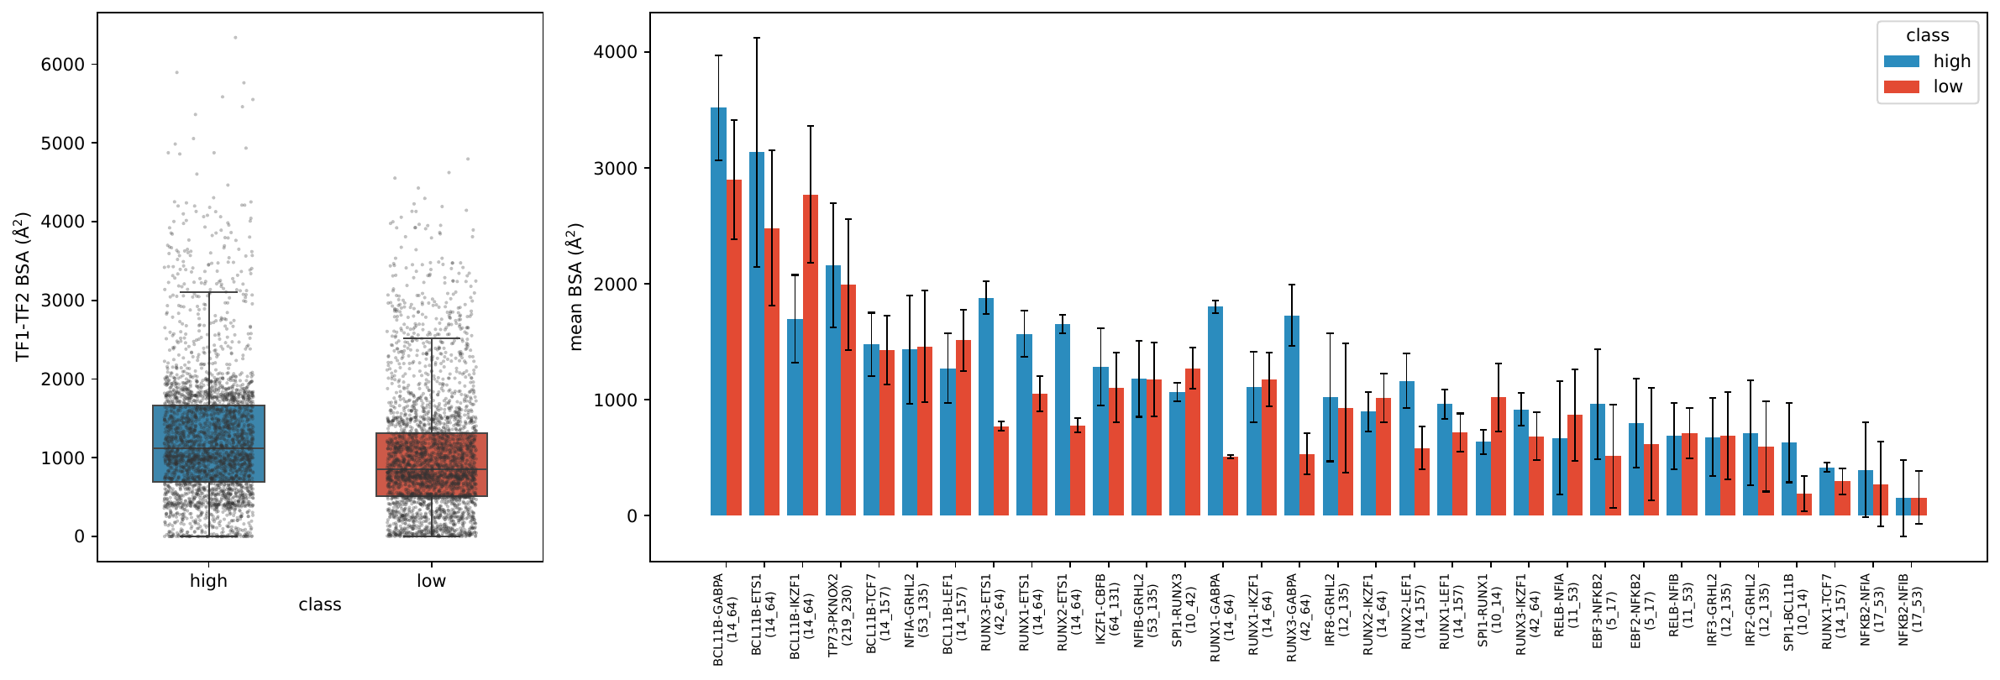 TF1-TF2 BSA (Å²)
6000
5000
4000
3000
2000
1000
0
high
low
class
mean BSA (Å²)
4000
3000
2000
1000
0
class
high
low
BCL11B-GABPA
(14_64)
BCL11B-ETS1
(14_64)
BCL11B-IKZF1
(14_64)
TP73-PKNOX2
(219_230)
BCL11B-TCF7
(14_157)
NFIA-GRHL2
(53_135)
BCL11B-LEF1
(14_157)
RUNX3-ETS1
(42_64)
RUNX1-ETS1
(14_64)
RUNX2-ETS1
(14_64)
IKZF1-CBFB
(64_131)
NFIB-GRHL2
(53_135)
SPI1-RUNX3
(10_42)
RUNX1-GABPA
(14_64)
RUNX1-IKZF1
(14_64)
RUNX3-GABPA
(42_64)
IRF8-GRHL2
(12_135)
RUNX2-IKZF1
(14_64)
RUNX2-LEF1
(14_157)
RUNX1-LEF1
(14_157)
SPI1-RUNX1
(10_14)
RUNX3-IKZF1
(42_64)
RELB-NFIA
(11_53)
EBF3-NFKB2
(5_17)
EBF2-NFKB2
(5_17)
RELB-NFIB
(11_53)
IRF3-GRHL2
(12_135)
IRF2-GRHL2
(12_135)
SPI1-BCL11B
(10_14)
RUNX1-TCF7
(14_157)
NFKB2-NFIA
(17_53)
NFKB2-NFIB
(17_53)